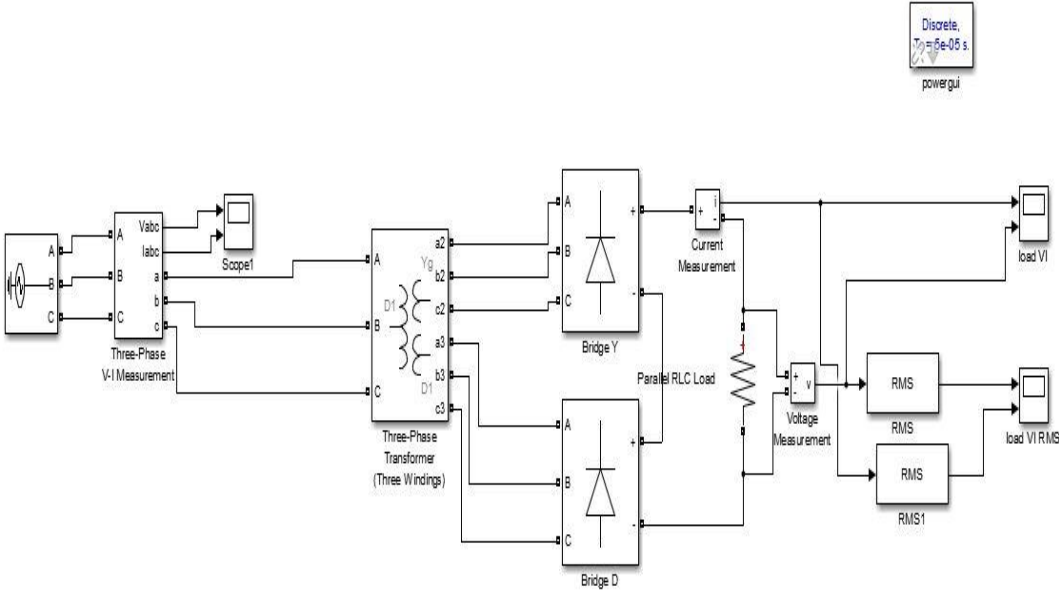 Discrete,
5e-05 s.
powergui
A
B
C
A
B
C
Vabc
Iabc
a
b
c
Three-Phase
V-I Measurement
Scope1
A
B
C
Yg
D1
D1
a2
b2
c2
a3
b3
c3
Three-Phase
Transformer
(Three Windings)
A
B
C
+
-
Bridge Y
A
B
C
+
-
Bridge D
+
i
-
Current
Measurement
Parallel RLC Load
+
+
-
v
Voltage
Measurement
load VI
RMS
RMS
RMS
RMS1
load VI RMS